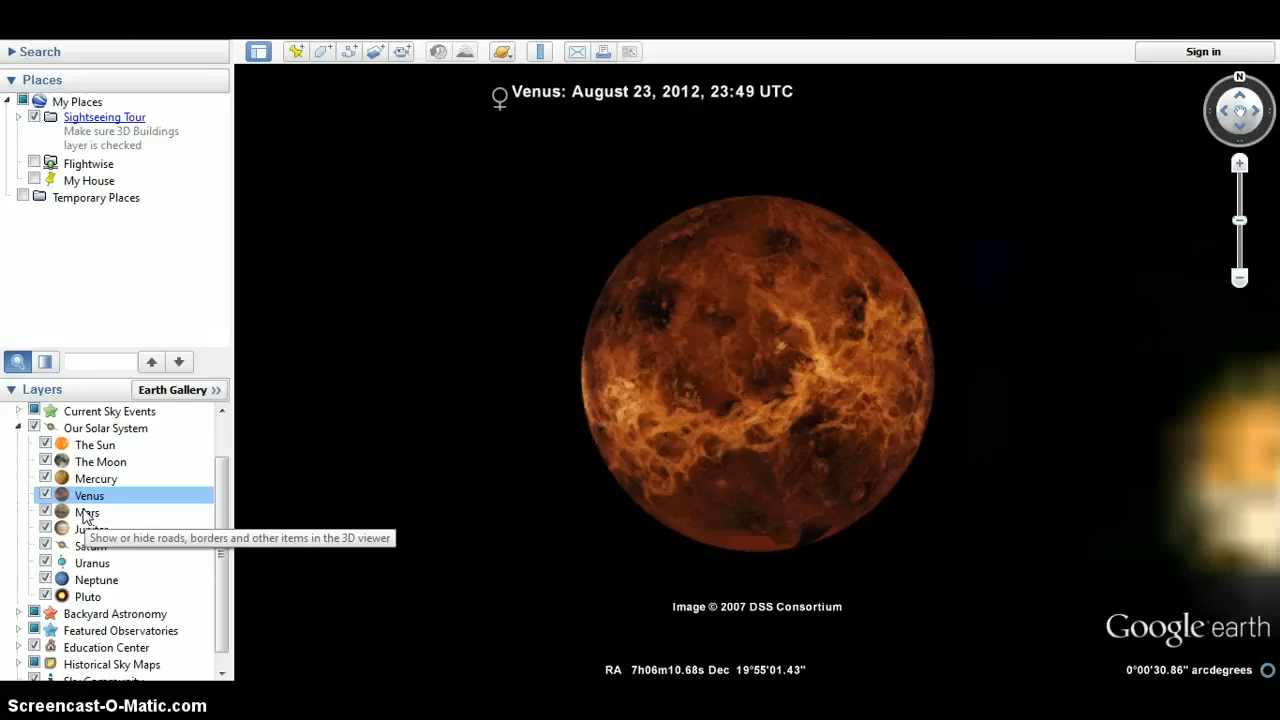 Search
Sign in
Places
My Places
Sightseeing Tour
Make sure 3D Buildings
layer is checked
Flightwise
My House
Temporary Places
Layers
Earth Gallery >>
Current Sky Events
Our Solar System
The Sun
The Moon
Mercury
Venus
Mars
Show or hide roads, borders and other items in the 3D viewer
Uranus
Neptune
Pluto
Backyard Astronomy
Featured Observatories
Education Center
Historical Sky Maps
♀ Venus: August 23, 2012, 23:49 UTC
N
Image © 2007 DSS Consortium
Google earth
RA 7h06m10.68s Dec 19°55'01.43"
0°00'30.86" arcdegrees
Screencast-O-Matic.com